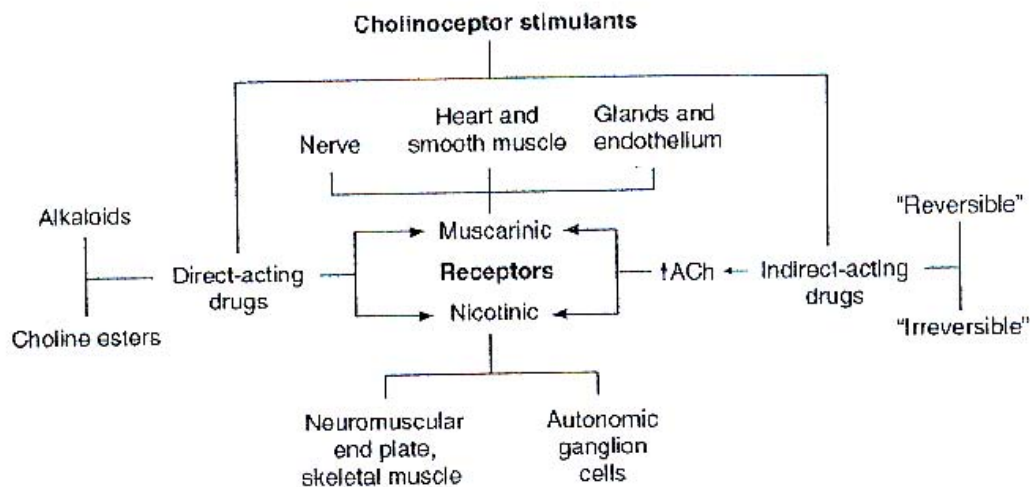 Cholinoceptor stimulants
Nerve
Heart and
smooth muscle
Glands and
endothelium
Alkaloids
Direct-acting
drugs
Choline esters
Muscarinic
Receptors
Nicotinic
↑ACh
Indirect-acting
drugs
"Reversible"
"Irreversible"
Neuromuscular
end plate,
skeletal muscle
Autonomic
ganglion
cells